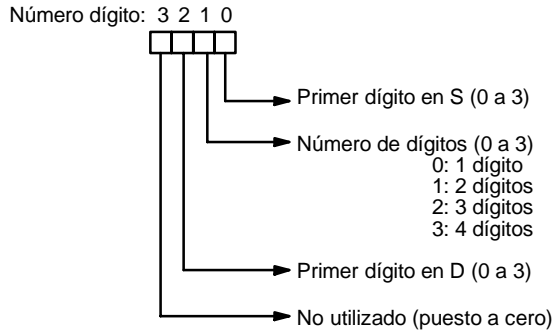 Número dígito: 3 2 1 0
Primer dígito en S (0 a 3)
Número de dígitos (0 a 3)
0: 1 dígito
1: 2 dígitos
2: 3 dígitos
3: 4 dígitos
Primer dígito en D (0 a 3)
No utilizado (puesto a cero)